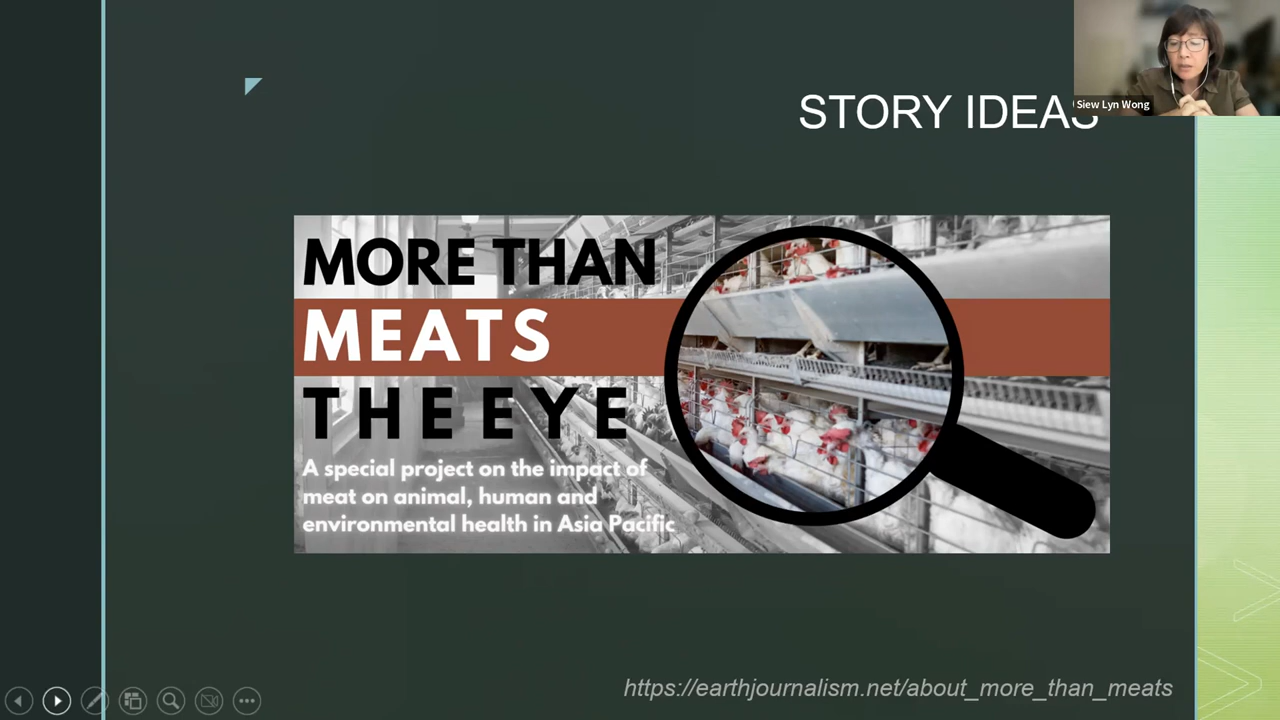 STORY IDEAS
Siew Lyn Wong
MORE THAN
MEATS
THE EYE
A special project on the impact of
meat on animal, human and
environmental health in Asia Pacific
https://earthjournalism.net/about_more_than_meats